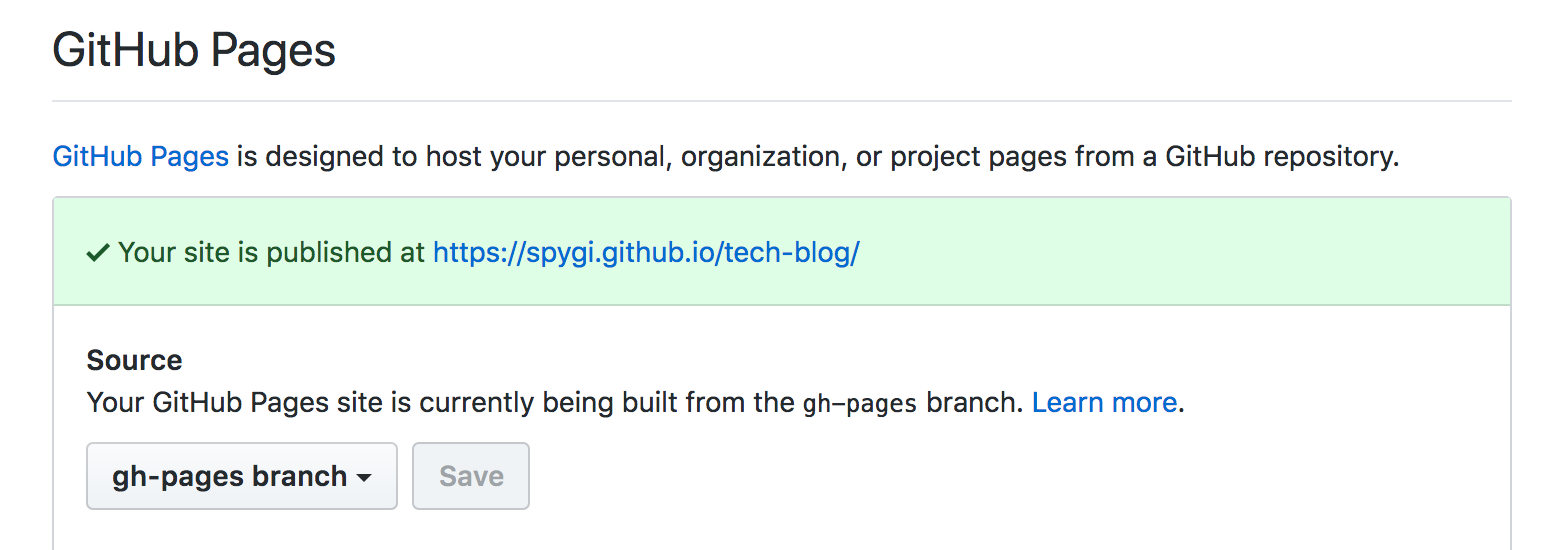 GitHub Pages
GitHub Pages is designed to host your personal, organization, or project pages from a GitHub repository.
Your site is published at https://spygi.github.io/tech-blog/
Source
Your GitHub Pages site is currently being built from the gh-pages branch. Learn more.
gh-pages branch Save